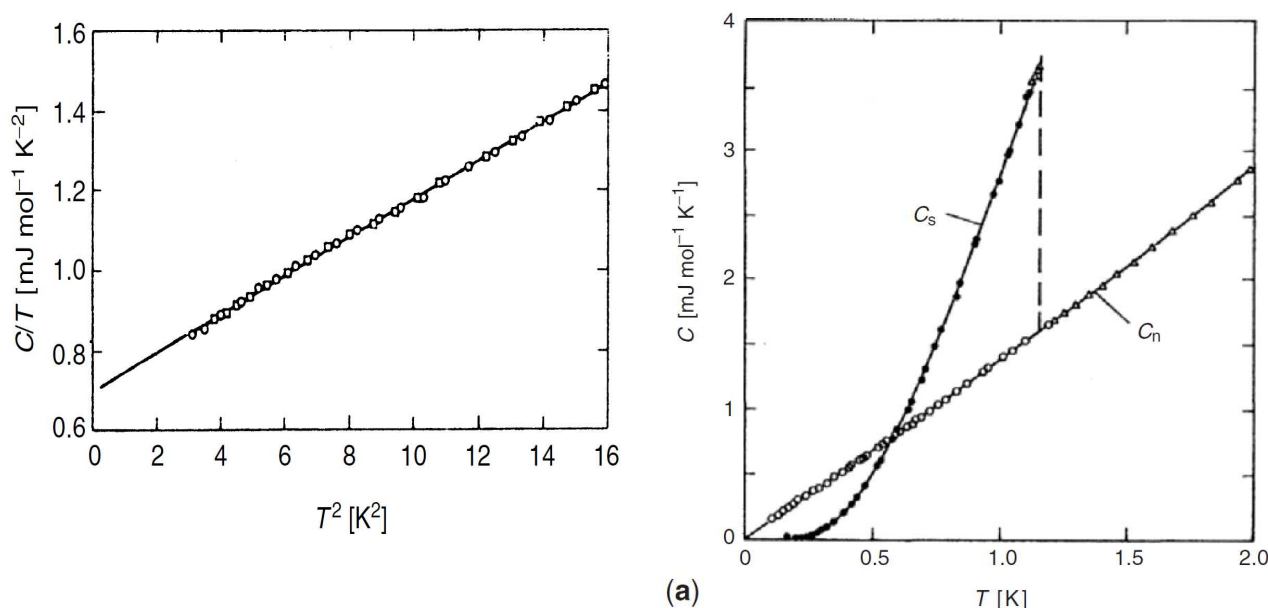 1.6
1.4
1.2
1.0
0.8
0.6
C/T [mJ mol⁻¹ K⁻²]
0 2 4 6 8 10 12 14 16
T² [K²]
4
3
2
1
0
C [mJ mol⁻¹ K⁻¹]
Cₛ
Cₙ
0 0.5 1.0 1.5 2.0
(a)
T [K]